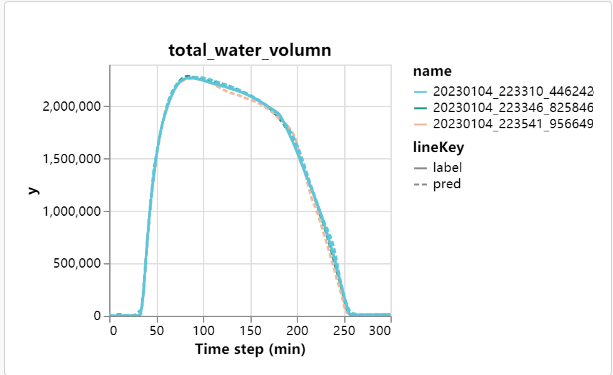 total_water_volumn
2,000,000
1,500,000
1,000,000
500,000
0
y
0 50 100 150 200 250 300
Time step (min)
name
20230104_223310_446242
20230104_223346_825846
20230104_223541_956649
lineKey
label
pred